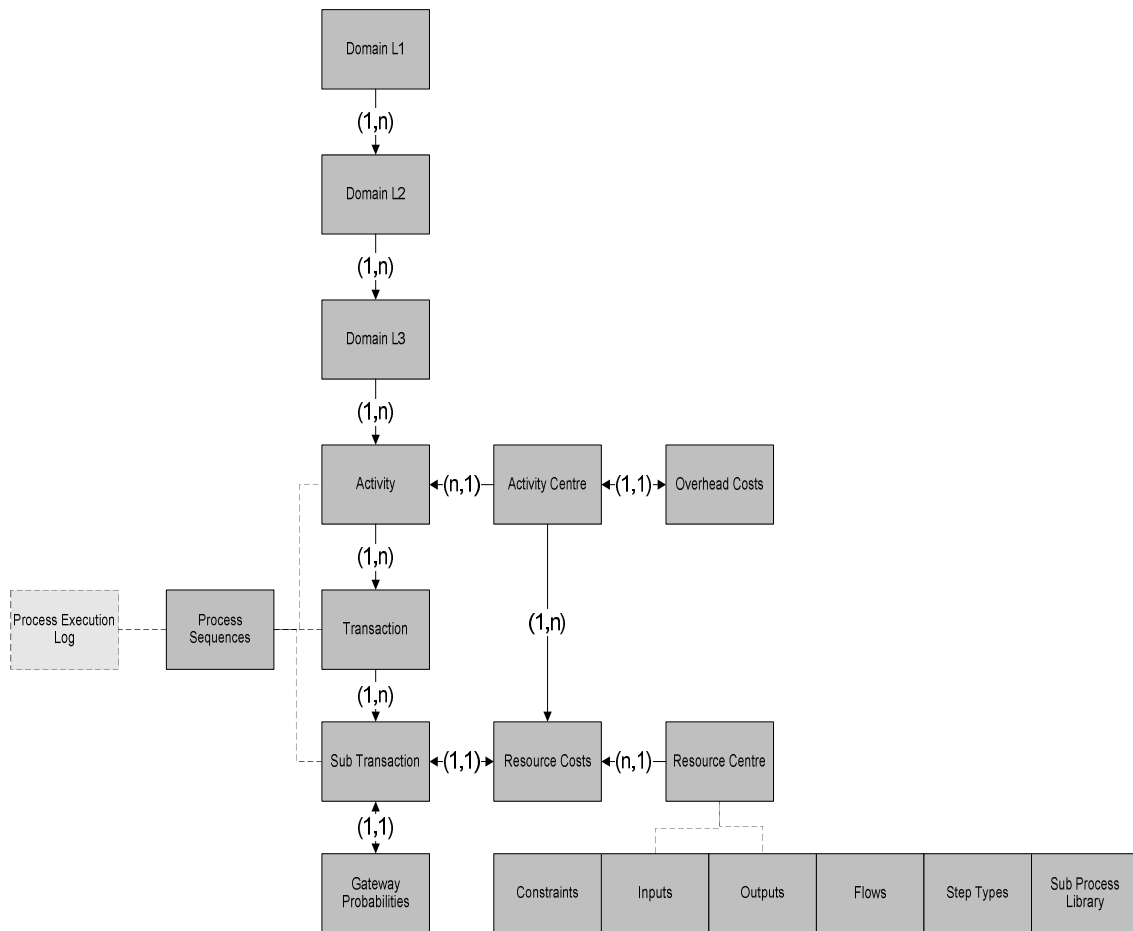 Domain L1
(1,n)
Domain L2
(1,n)
Domain L3
(1,n)
Activity
(n,1)
Activity Centre
(1,1)
Overhead Costs
(1,n)
Process Execution
Log
Process
Sequences
Transaction
(1,n)
(1,n)
Sub Transaction
(1,1)
Resource Costs
(n,1)
Resource Centre
(1,1)
Gateway
Probabilities
Constraints
Inputs
Outputs
Flows
Step Types
Sub Process
Library